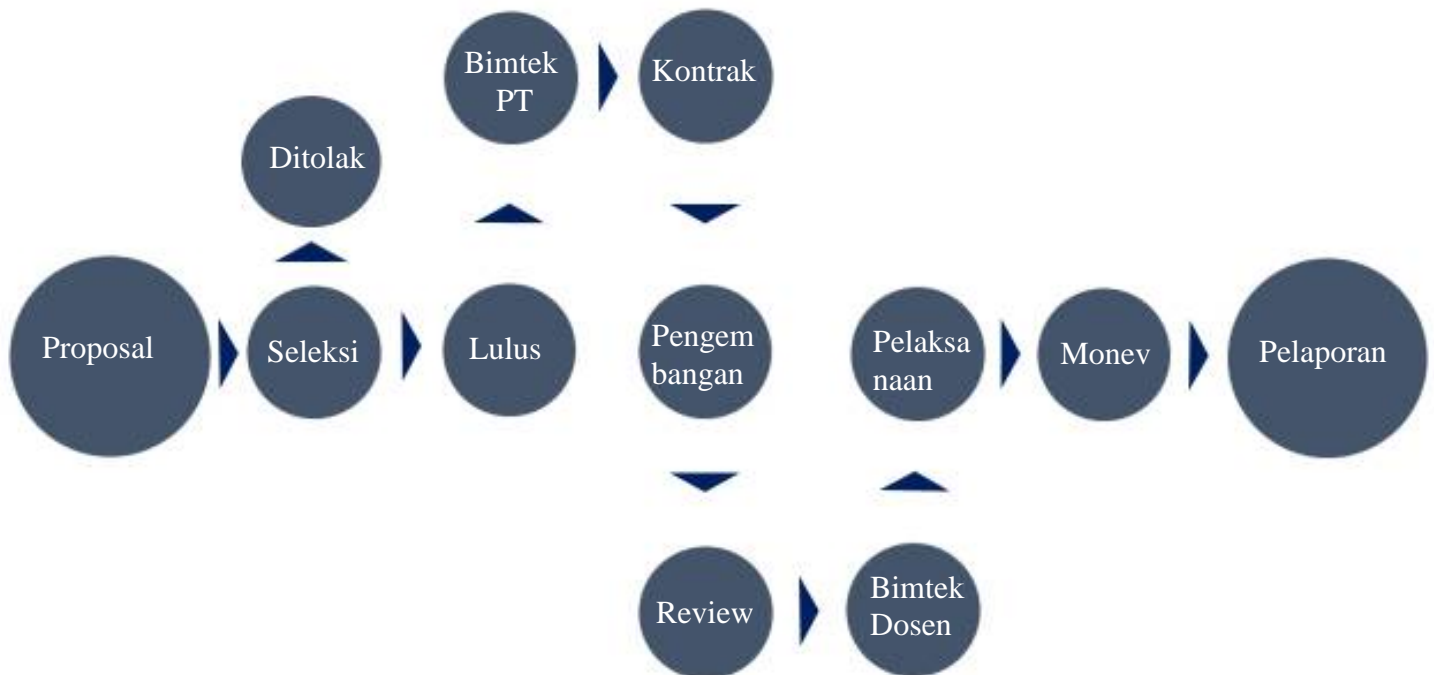 Bimtek
PT
Kontrak
Ditolak
Proposal
Seleksi
Lulus
Pengem
bangan
Pelaksa
naan
Monev
Pelaporan
Review
Bimtek
Dosen